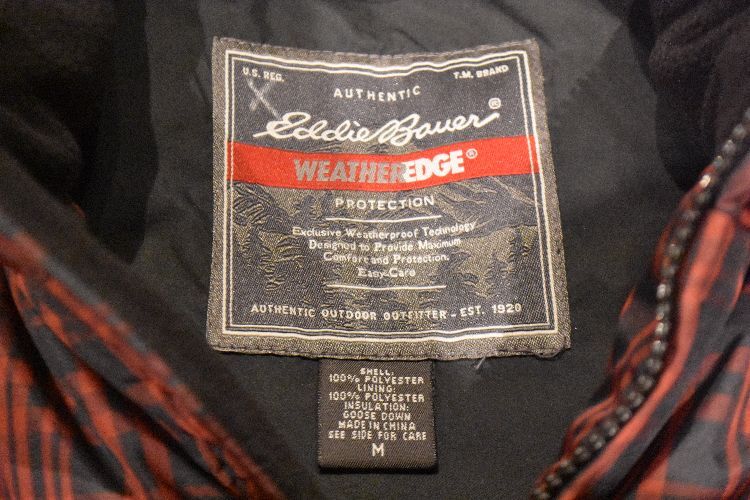 U.S. REG. T.M. BRAND
AUTHENTIC
Eddie Bauer®
WEATHEREDGE®
PROTECTION
Exclusive Weatherproof Technology
Designed to Provide Maximum
Comfort and Protection.
Easy Care
AUTHENTIC OUTDOOR OUTFITTER - EST. 1920
SHELL:
100% POLYESTER
LINING:
100% POLYESTER
INSULATION:
GOOSE DOWN
MADE IN CHINA
SEE SIDE FOR CARE
M